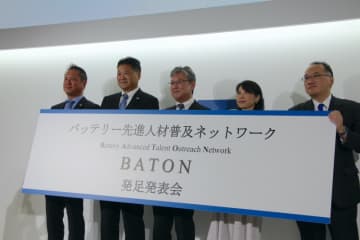 バッテリー先進人材普及ネットワーク
Battery Advanced Talent Outreach Network
BATON
発足発表会